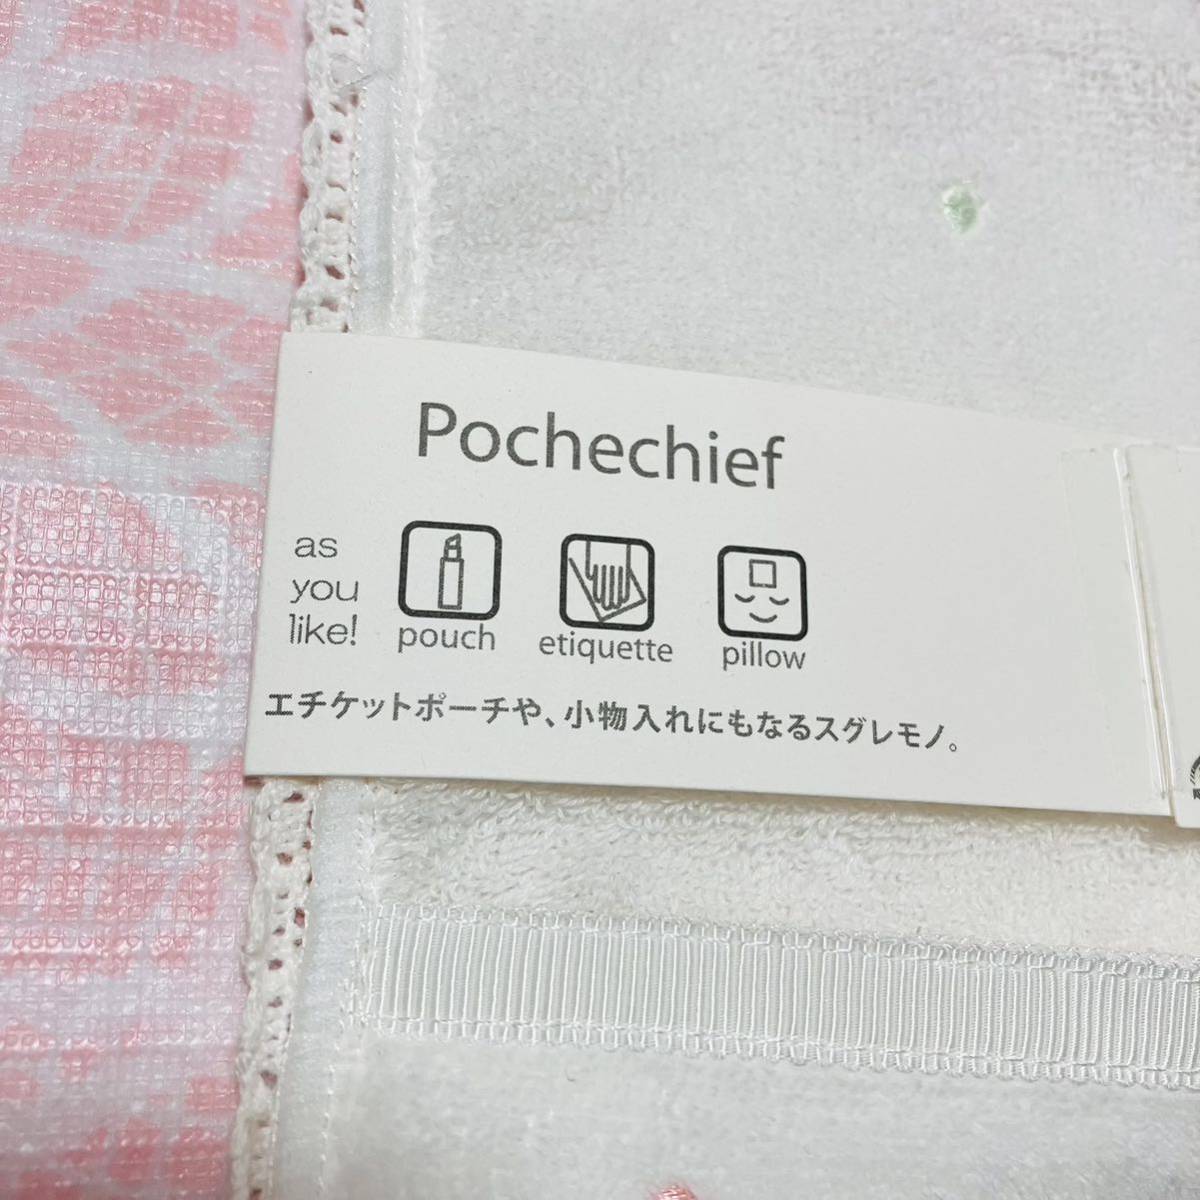 Pochechief
as
you
like!
pouch
etiquette
pillow
エチケットポーチや、小物入れにもなるスグレモノ。